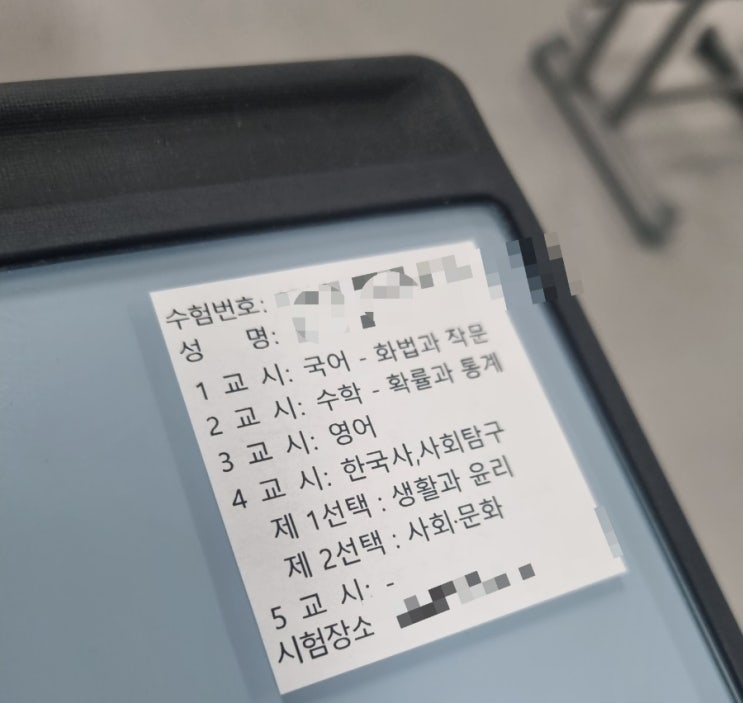 수험번호:
성 명:
1 교 시: 국어 - 화법과 작문
2 교 시: 수학 - 확률과 통계
3 교 시: 영어
4 교 시: 한국사,사회탐구
제 1선택 : 생활과 윤리
제 2선택 : 사회·문화
5 교 시: -
시험장소